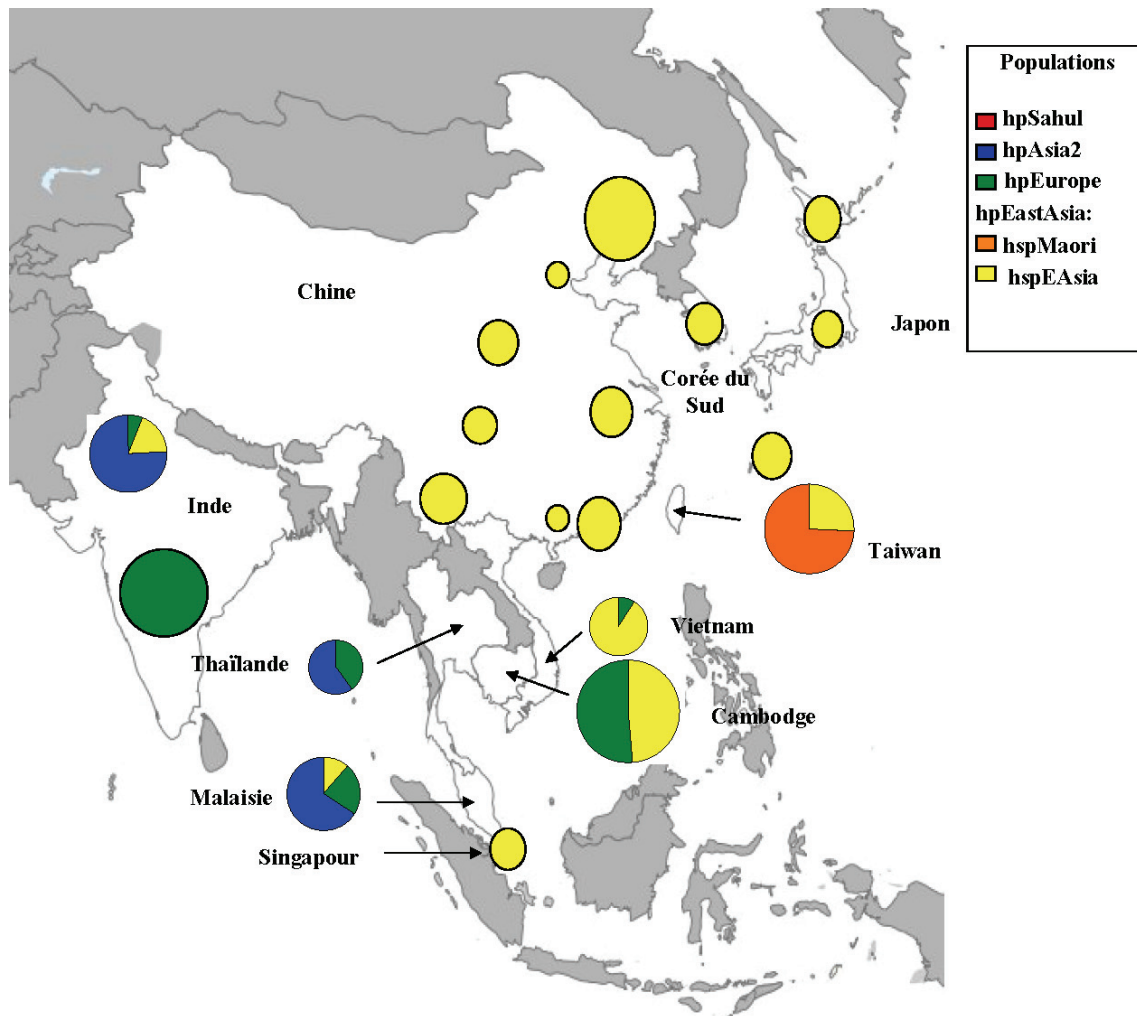 Populations
hpSahul
hpAsia2
hpEurope
hpEastAsia:
hspMaori
hspEAsia
Chine
Japon
Corée du
Sud
Inde
Taiwan
Vietnam
Thaïlande
Cambodge
Malaisie
Singapour